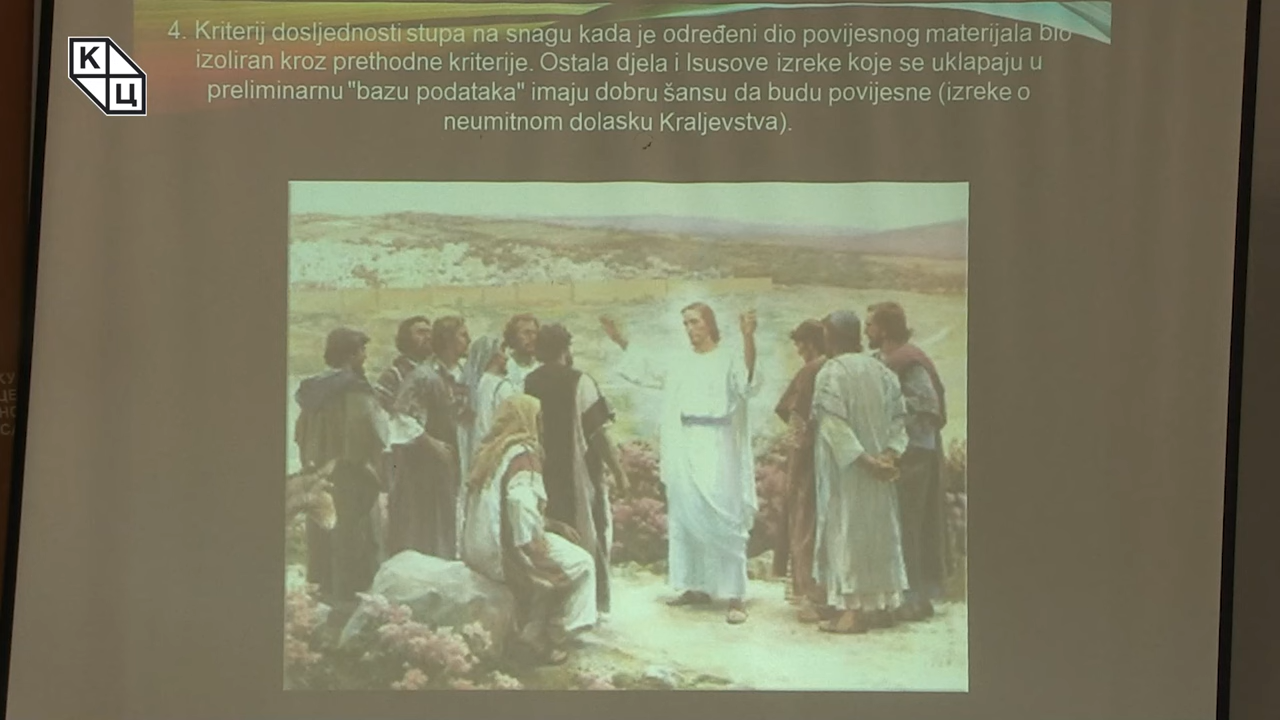 К
Ц
4. Kriterij dosljednosti stupa na snagu kada je određeni dio povijesnog materijala bio
izoliran kroz prethodne kriterije. Ostala djela i Isusove izreke koje se uklapaju u
preliminarnu "bazu podataka" imaju dobru šansu da budu povijesne (izreke o
neumitnom dolasku Kraljevstva).